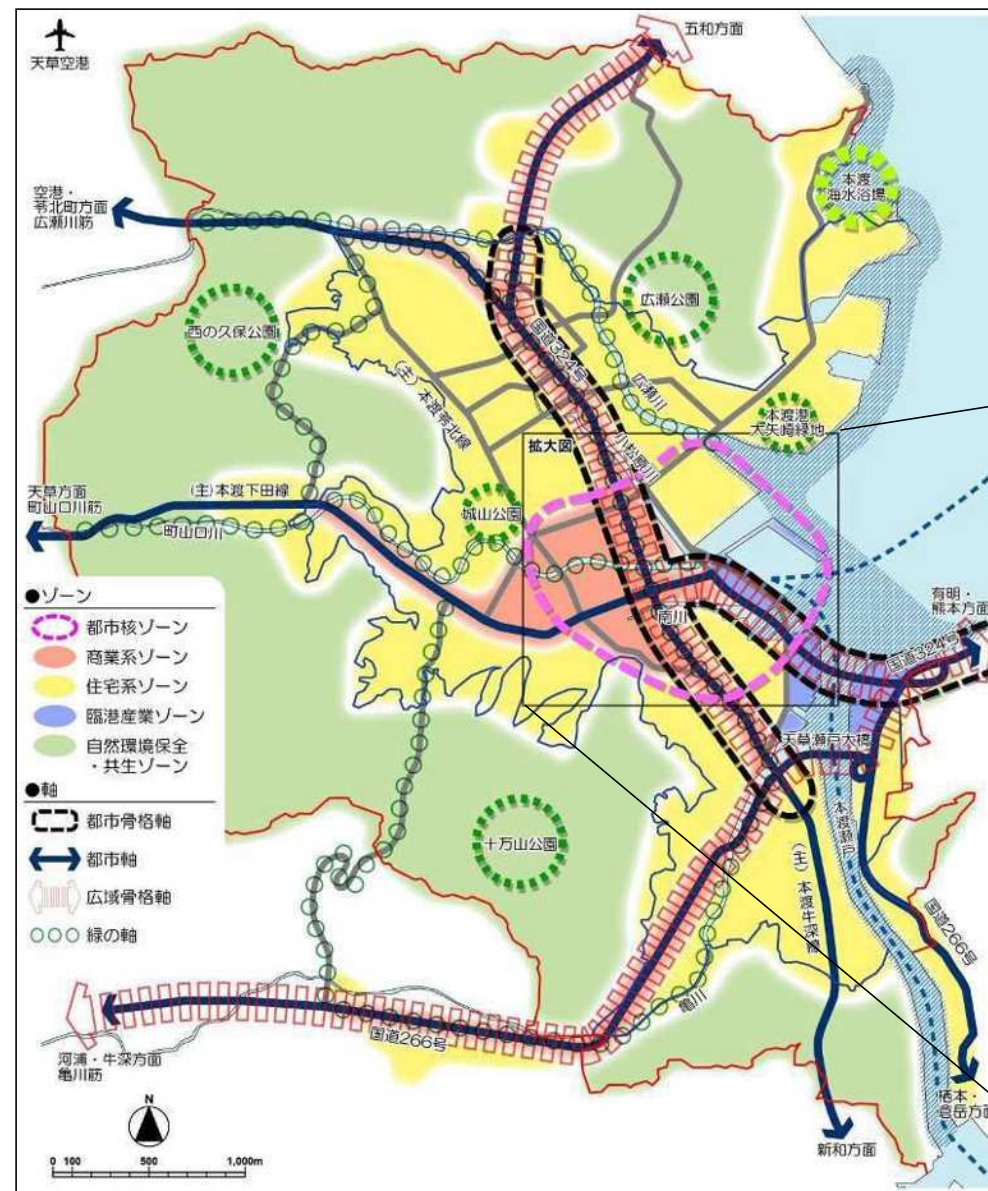 五和方面
天草空港
本渡
海水浴場
空港・
苓北町方面
広瀬川筋
広瀬公園
西の久保公園
国道324号
広瀬川
(主)本渡苓北線
本渡港
大矢崎緑地
拡大図
小松原川
天草方面
町山口川筋
(主)本渡下田線
城山公園
町山口川
有明・
熊本方面
南川
国道324号
●ゾーン
都市核ゾーン
商業系ゾーン
住宅系ゾーン
臨港産業ゾーン
自然環境保全
・共生ゾーン
●軸
都市骨格軸
都市軸
広域骨格軸
緑の軸
天草瀬戸大橋
本渡瀬戸
十万山公園
(主)本渡牛深線
国道266号
亀川
国道266号
河浦・牛深方面
亀川筋
栖本・
倉岳方面
新和方面
N
0 100 500 1,000m